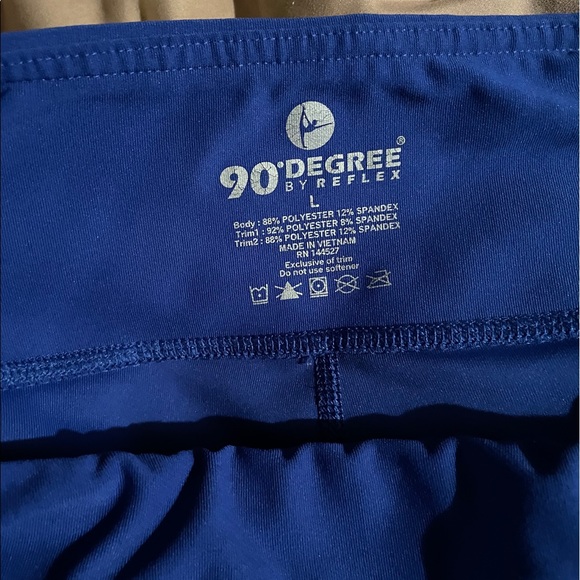 90°DEGREE®
BY REFLEX
L
Body : 88% POLYESTER 12% SPANDEX
Trim1 : 92% POLYESTER 8% SPANDEX
Trim2 : 88% POLYESTER 12% SPANDEX
MADE IN VIETNAM
RN 144527
Exclusive of trim
Do not use softener